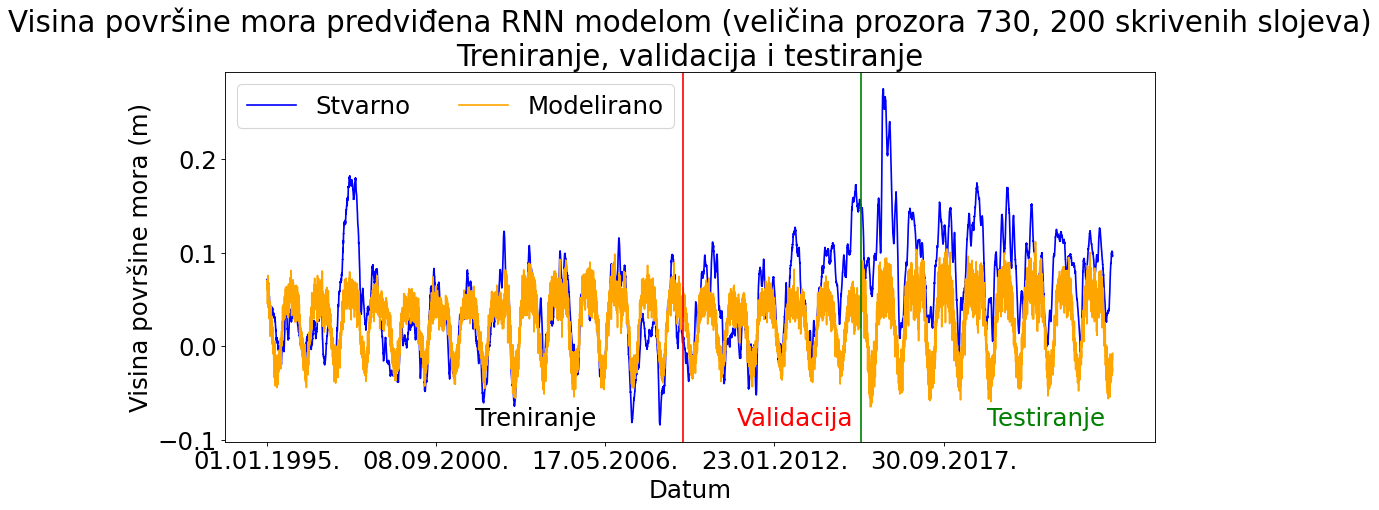 Visina površine mora predviđena RNN modelom (veličina prozora 730, 200 skrivenih slojeva)
Treniranje, validacija i testiranje
Stvarno
Modelirano
Visina površine mora (m)
0.2
0.1
0.0
−0.1
Treniranje
Validacija
Testiranje
01.01.1995.
08.09.2000.
17.05.2006.
23.01.2012.
30.09.2017.
Datum